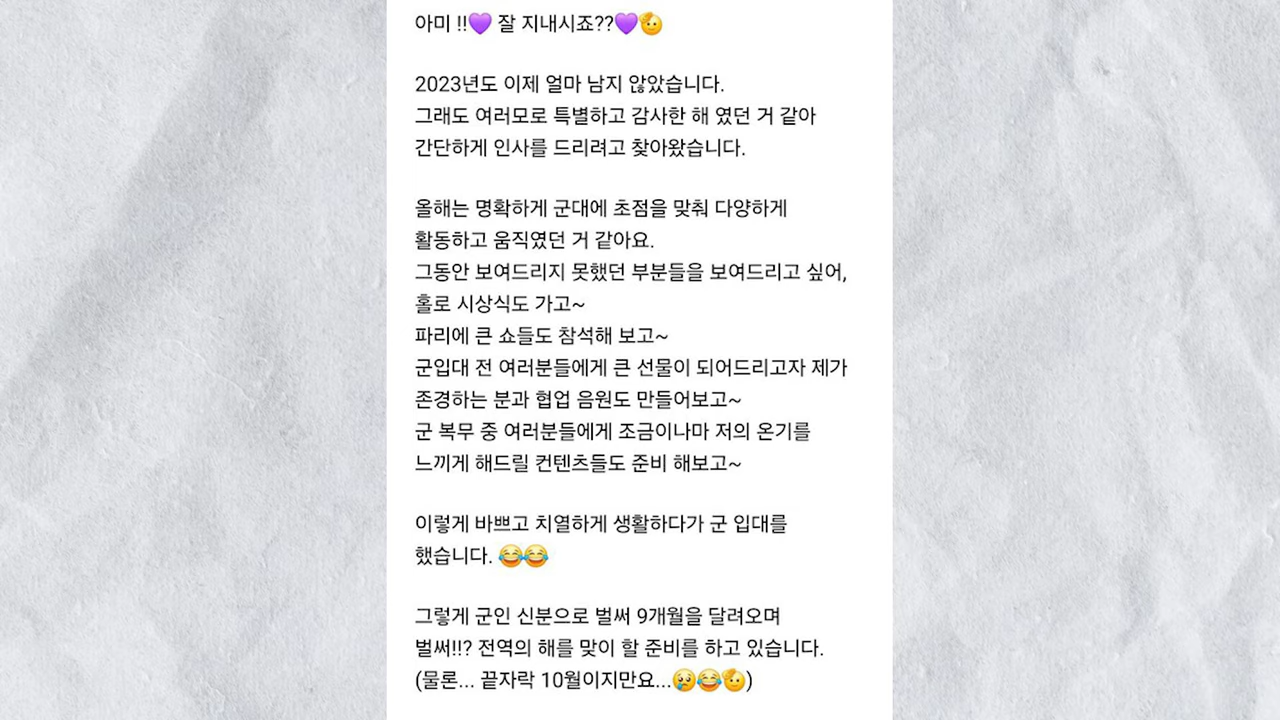 아미 !!💜 잘 지내시죠??💜🫡
2023년도 이제 얼마 남지 않았습니다.
그래도 여러모로 특별하고 감사한 해 였던 거 같아
간단하게 인사를 드리려고 찾아왔습니다.
올해는 명확하게 군대에 초점을 맞춰 다양하게
활동하고 움직였던 거 같아요.
그동안 보여드리지 못했던 부분들을 보여드리고 싶어,
홀로 시상식도 가고~
파리에 큰 쇼들도 참석해 보고~
군입대 전 여러분들에게 큰 선물이 되어드리고자 제가
존경하는 분과 협업 음원도 만들어보고~
군 복무 중 여러분들에게 조금이나마 저의 온기를
느끼게 해드릴 컨텐츠들도 준비 해보고~
이렇게 바쁘고 치열하게 생활하다가 군 입대를
했습니다. 😂😂
그렇게 군인 신분으로 벌써 9개월을 달려오며
벌써!!? 전역의 해를 맞이 할 준비를 하고 있습니다.
(물론... 끝자락 10월이지만요...😢😂🫡)